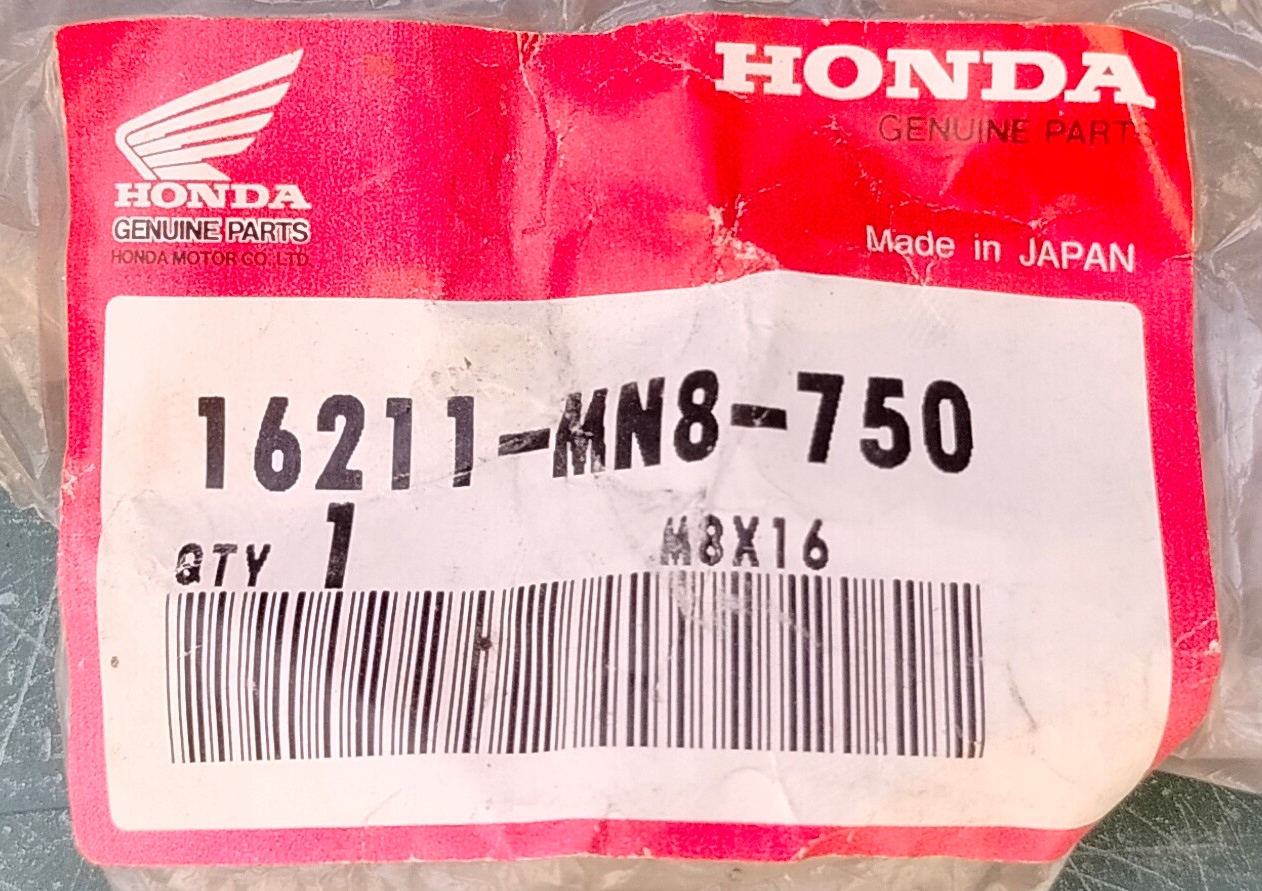 HONDA
GENUINE PARTS
HONDA MOTOR CO., LTD.
HONDA
GENUINE PARTS
Made in JAPAN
16211-MN8-750
QTY 1 M8X16